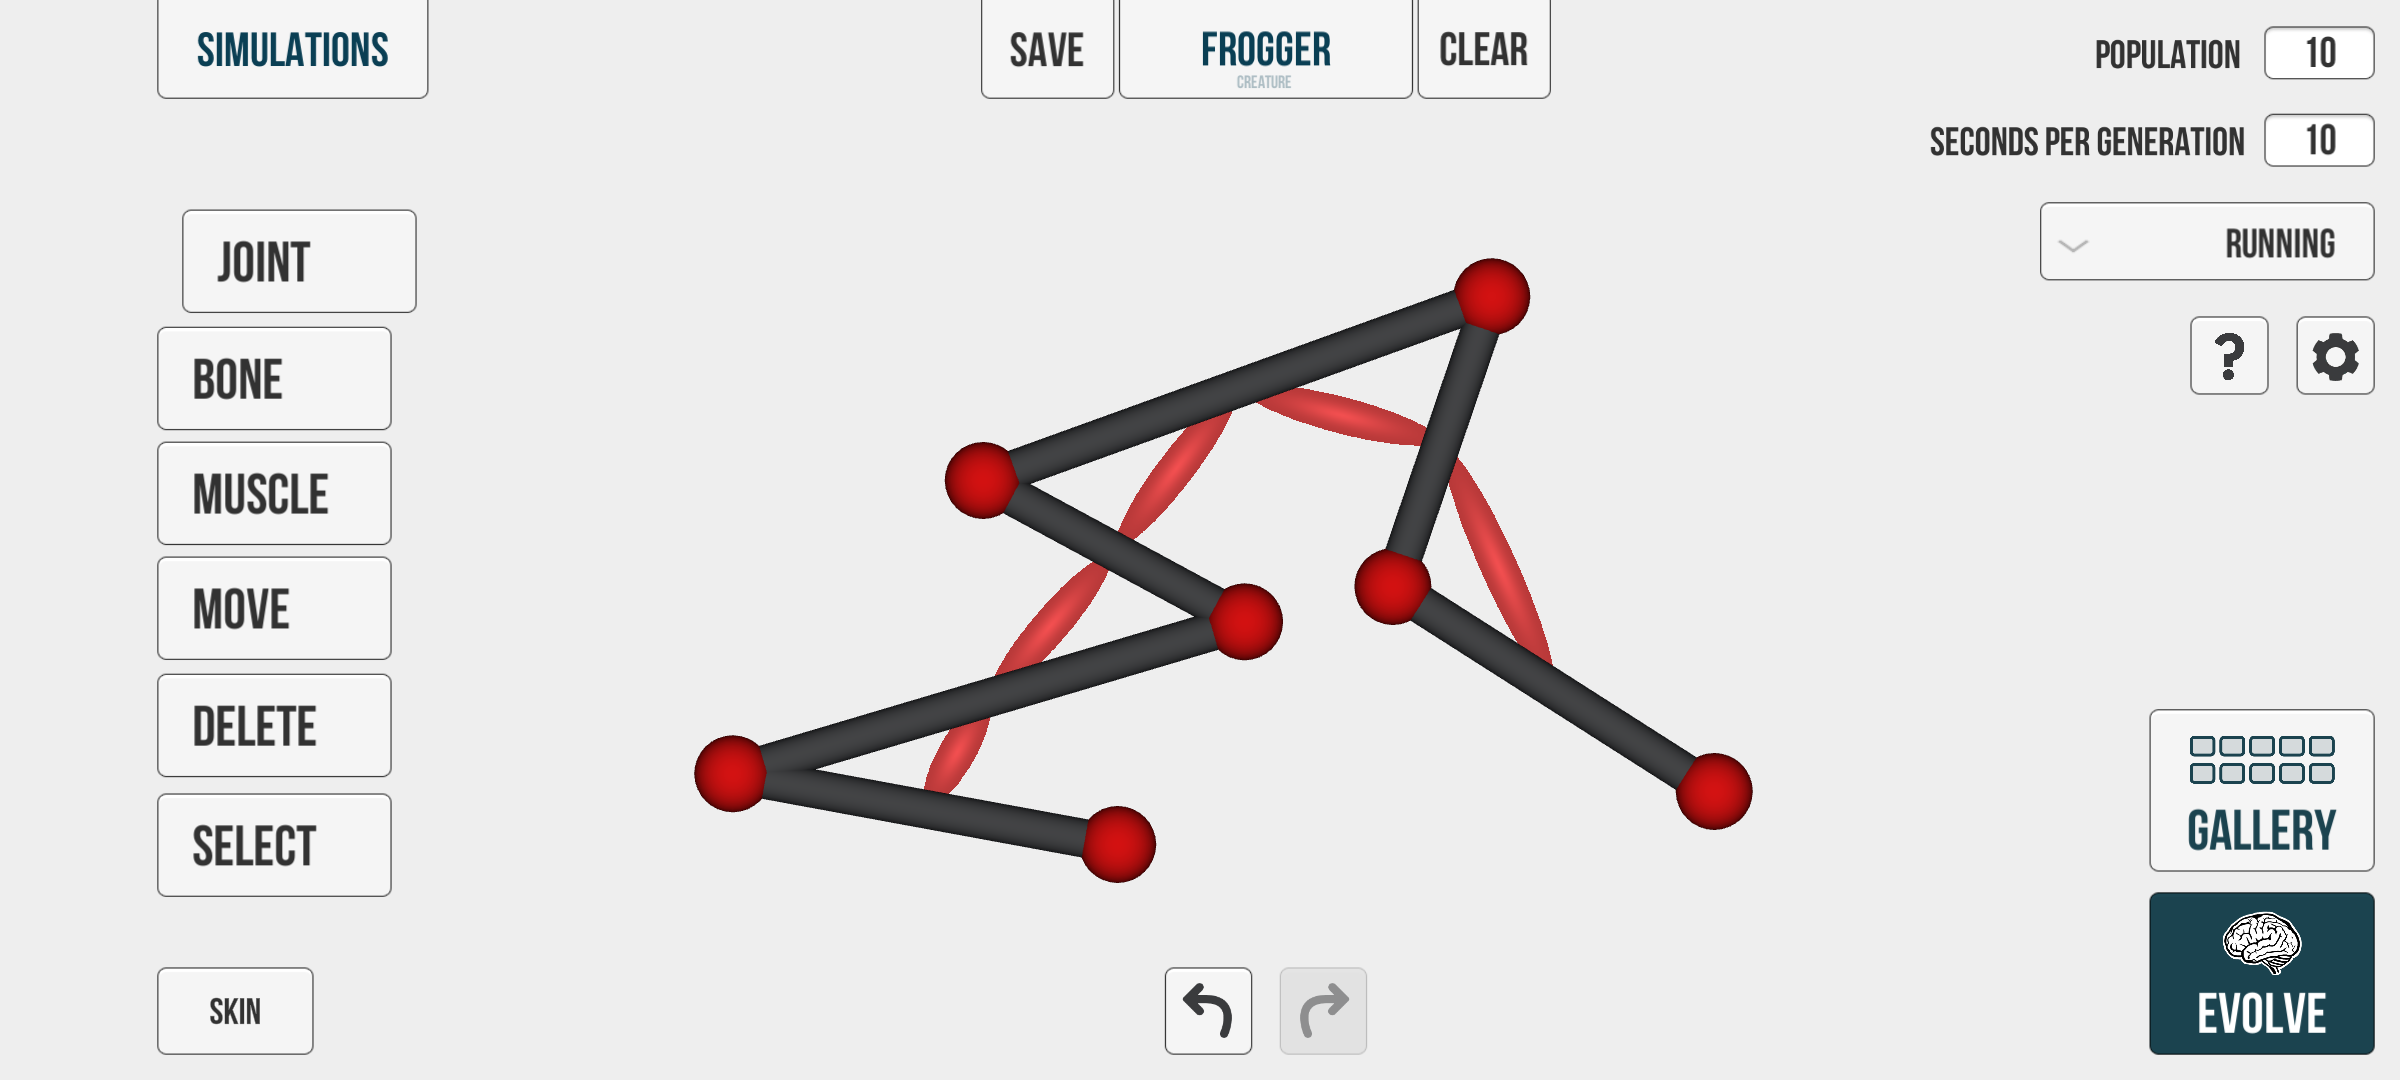 SIMULATIONS
SAVE
FROGGER
CREATURE
CLEAR
POPULATION 10
SECONDS PER GENERATION 10
RUNNING
?
JOINT
BONE
MUSCLE
MOVE
DELETE
SELECT
SKIN
GALLERY
EVOLVE